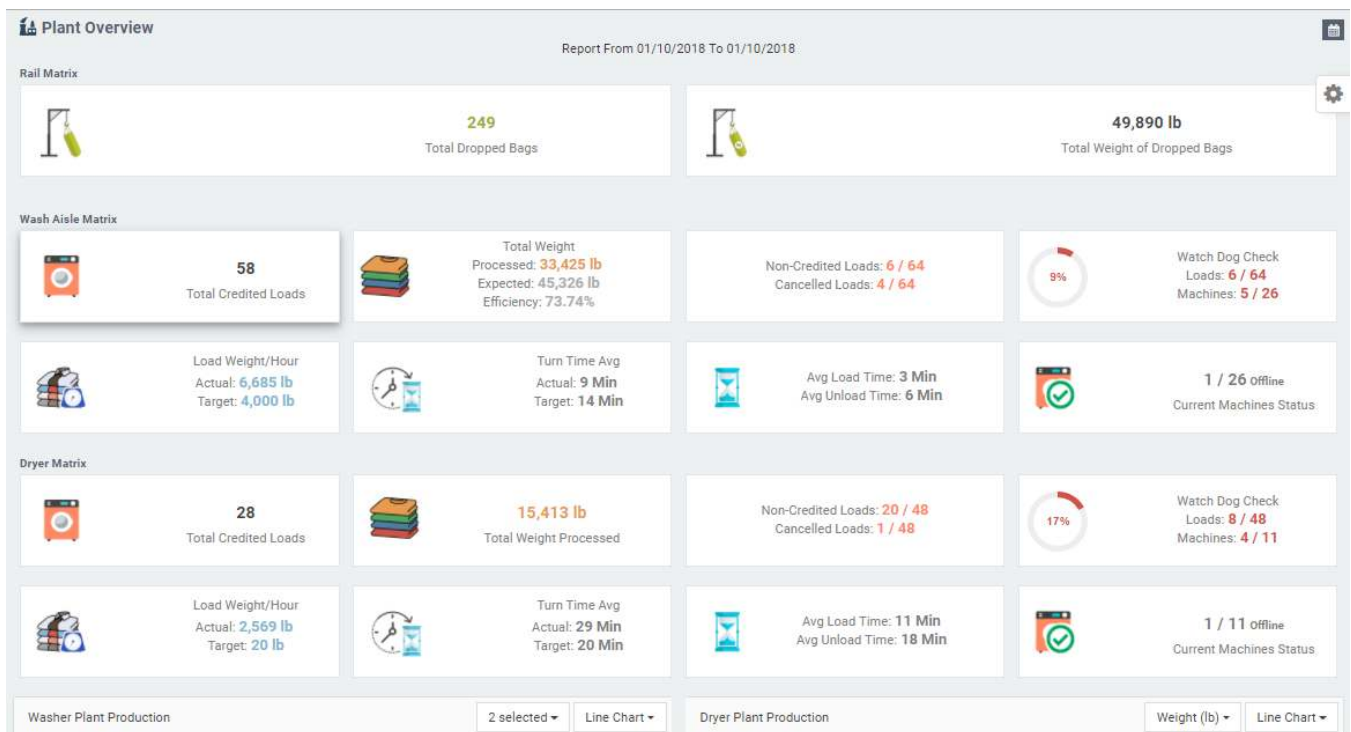 Plant Overview
Report From 01/10/2018 To 01/10/2018
Rail Matrix
249
Total Dropped Bags
49,890 lb
Total Weight of Dropped Bags
Wash Aisle Matrix
58
Total Credited Loads
Total Weight
Processed: 33,425 lb
Expected: 45,326 lb
Efficiency: 73.74%
Non-Credited Loads: 6 / 64
Cancelled Loads: 4 / 64
9%
Watch Dog Check
Loads: 6 / 64
Machines: 5 / 26
Load Weight/Hour
Actual: 6,685 lb
Target: 4,000 lb
Turn Time Avg
Actual: 9 Min
Target: 14 Min
Avg Load Time: 3 Min
Avg Unload Time: 6 Min
1 / 26 Offline
Current Machines Status
Dryer Matrix
28
Total Credited Loads
15,413 lb
Total Weight Processed
Non-Credited Loads: 20 / 48
Cancelled Loads: 1 / 48
17%
Watch Dog Check
Loads: 8 / 48
Machines: 4 / 11
Load Weight/Hour
Actual: 2,569 lb
Target: 20 lb
Turn Time Avg
Actual: 29 Min
Target: 20 Min
Avg Load Time: 11 Min
Avg Unload Time: 18 Min
1 / 11 Offline
Current Machines Status
Washer Plant Production
2 selected
Line Chart
Dryer Plant Production
Weight (lb)
Line Chart